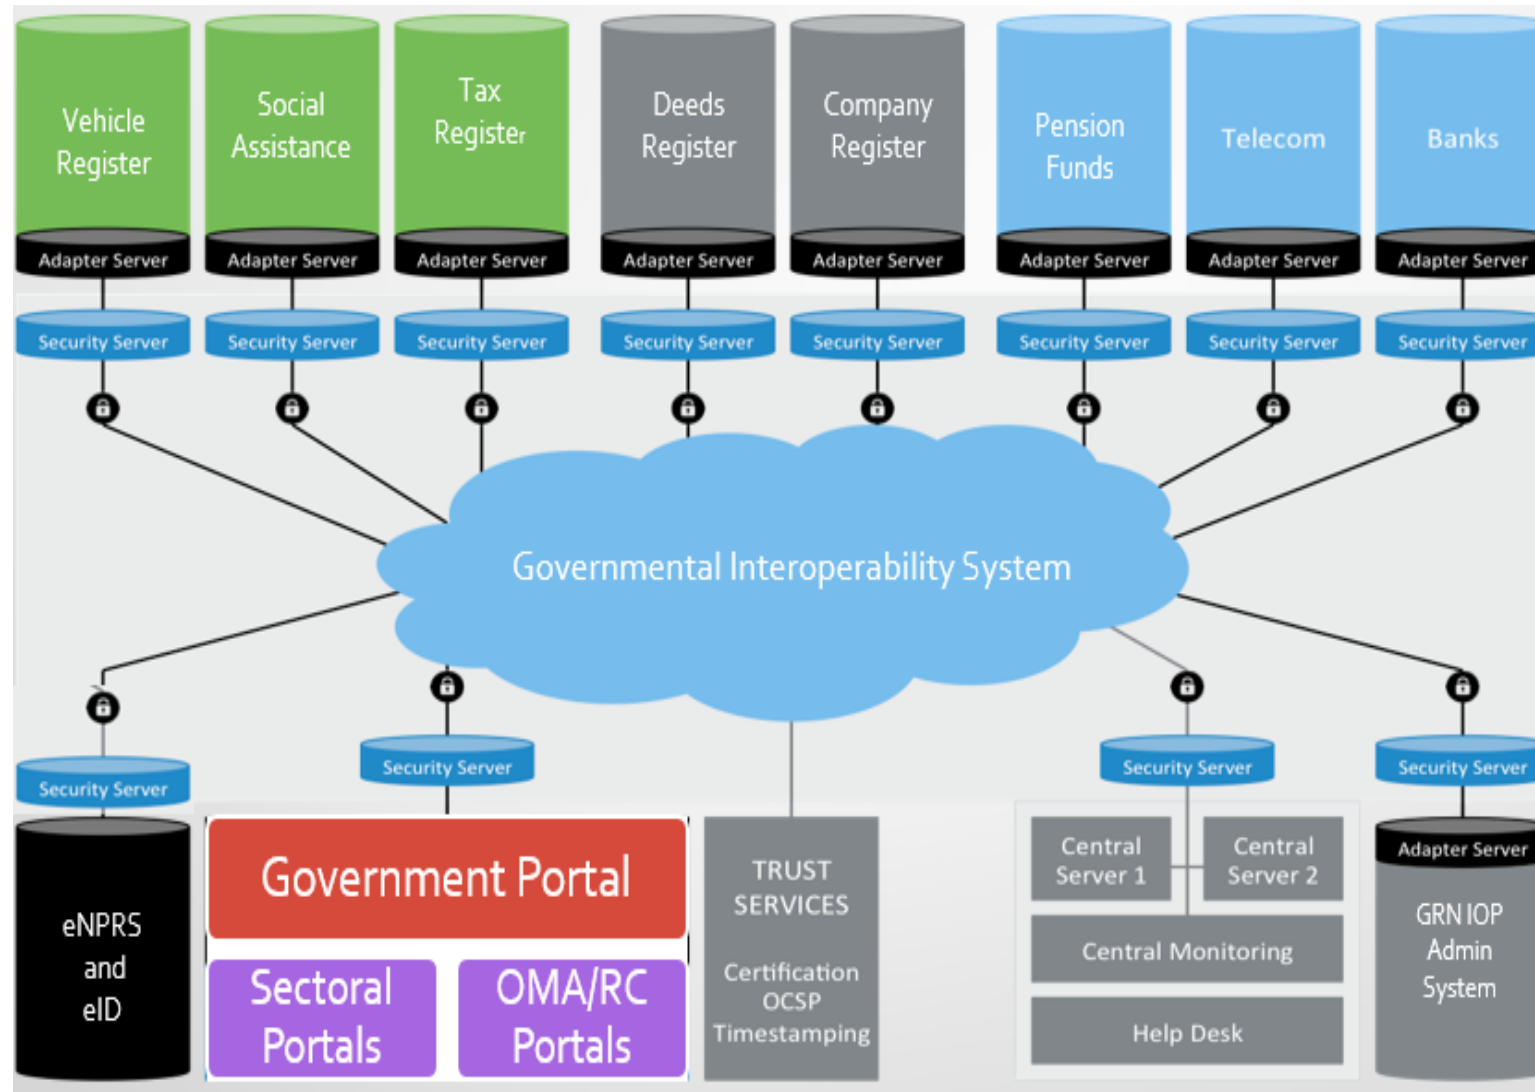 Vehicle
Register
Social
Assistance
Tax
Register
Deeds
Register
Company
Register
Pension
Funds
Telecom
Banks
Adapter Server
Adapter Server
Adapter Server
Adapter Server
Adapter Server
Adapter Server
Adapter Server
Adapter Server
Security Server
Security Server
Security Server
Security Server
Security Server
Security Server
Security Server
Security Server
Governmental Interoperability System
Security Server
Security Server
Security Server
Security Server
eNPRS
and
eID
Government Portal
Sectoral
Portals
OMA/RC
Portals
TRUST
SERVICES
Certification
OCSP
Timestamping
Central
Server 1
Central
Server 2
Central Monitoring
Help Desk
Adapter Server
GRN IOP
Admin
System